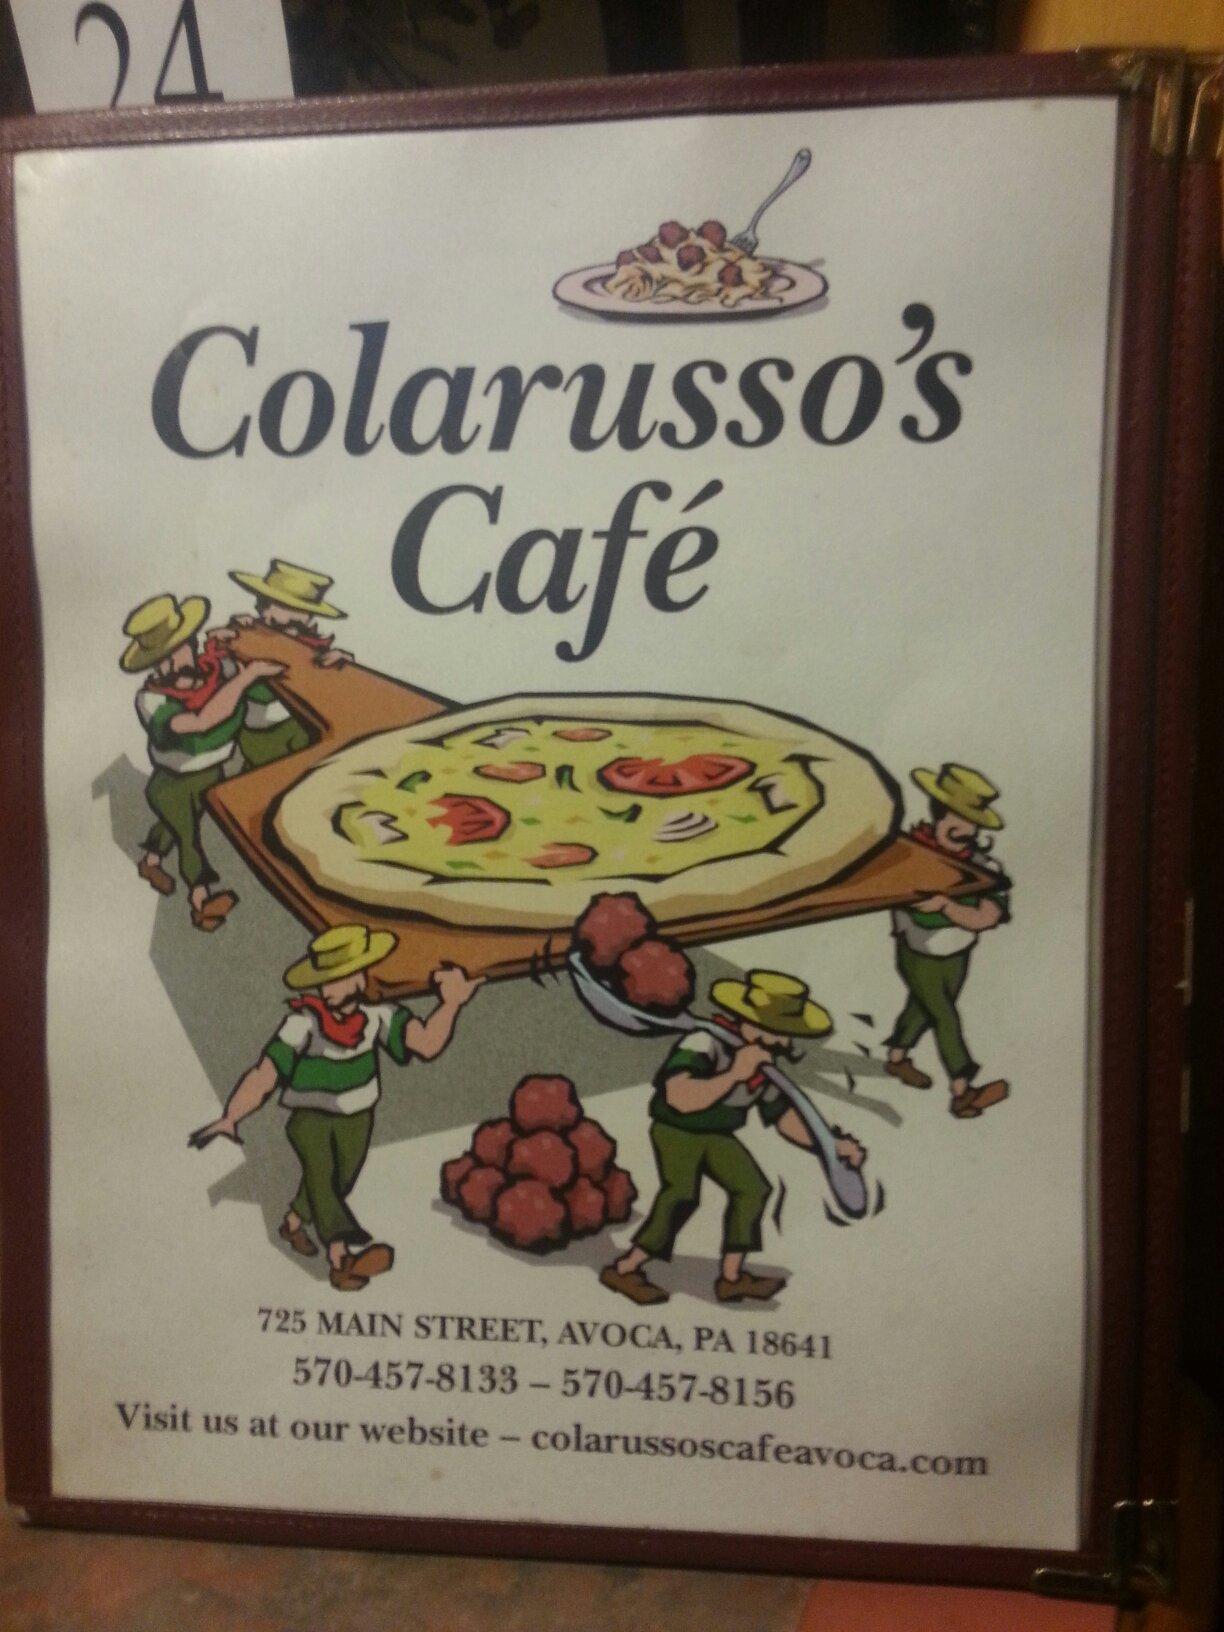 24
Colarusso's
Café
725 MAIN STREET, AVOCA, PA 18641
570-457-8133 – 570-457-8156
Visit us at our website – colarussoscafeavoca.com